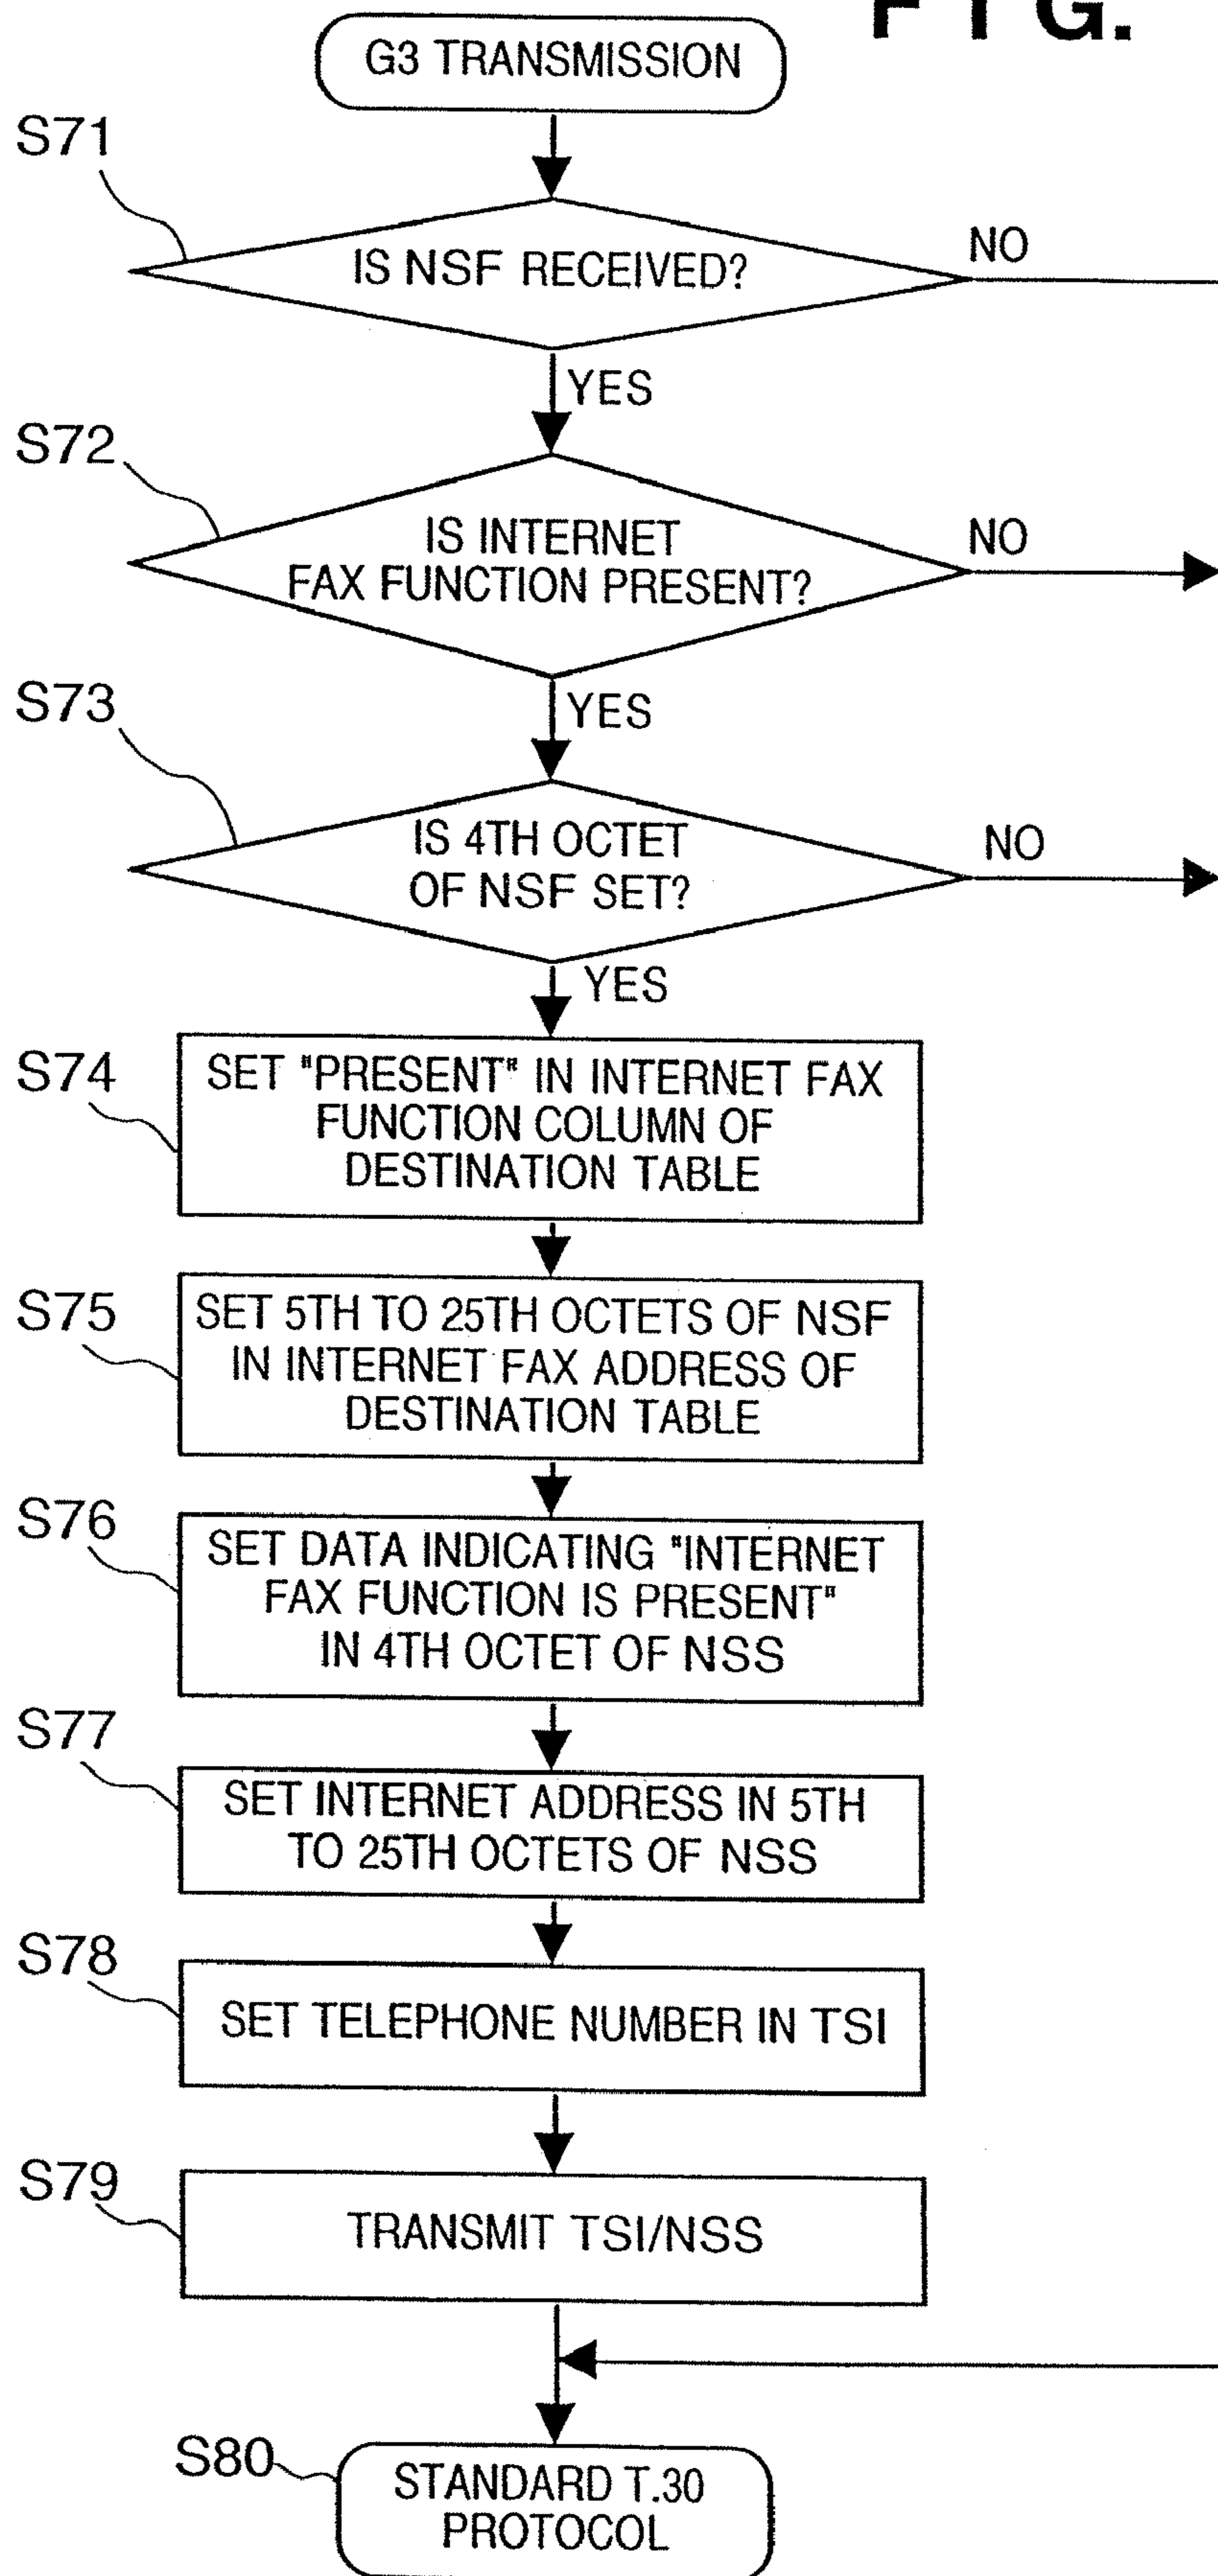 FIG.
G3 TRANSMISSION
S71
IS NSF RECEIVED?
NO
YES
S72
IS INTERNET
FAX FUNCTION PRESENT?
NO
YES
S73
IS 4TH OCTET
OF NSF SET?
NO
YES
S74
SET "PRESENT" IN INTERNET FAX
FUNCTION COLUMN OF
DESTINATION TABLE
S75
SET 5TH TO 25TH OCTETS OF NSF
IN INTERNET FAX ADDRESS OF
DESTINATION TABLE
S76
SET DATA INDICATING "INTERNET
FAX FUNCTION IS PRESENT"
IN 4TH OCTET OF NSS
S77
SET INTERNET ADDRESS IN 5TH
TO 25TH OCTETS OF NSS
S78
SET TELEPHONE NUMBER IN TSI
S79
TRANSMIT TSI/NSS
S80
STANDARD T.30
PROTOCOL